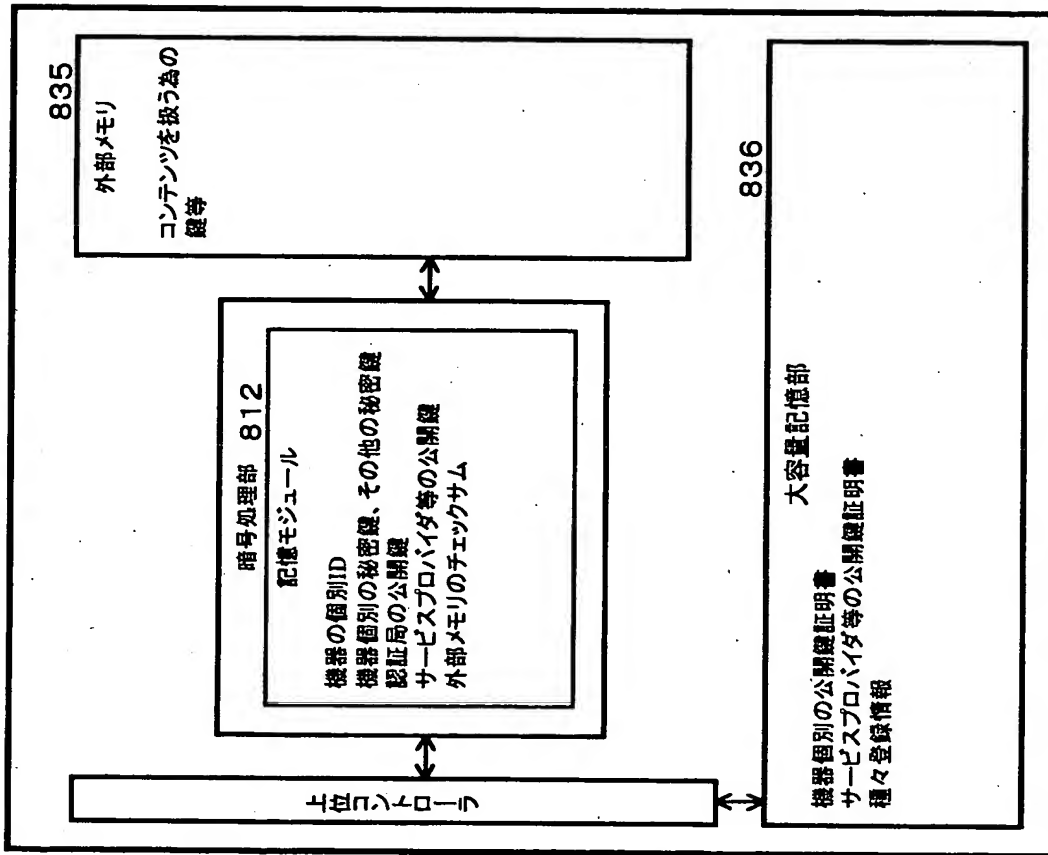 835
外部メモリ
コンテンツを扱う為の
鍵等
暗号処理部 812
記憶モジュール
機器の個別ID
機器個別の秘密鍵、その他の秘密鍵
認証局の公開鍵
サービスプロバイダ等の公開鍵
外部メモリのチェックサム
上位コントローラ
836
大容量記憶部
機器個別の公開鍵証明書
サービスプロバイダ等の公開鍵証明書
種々登録情報